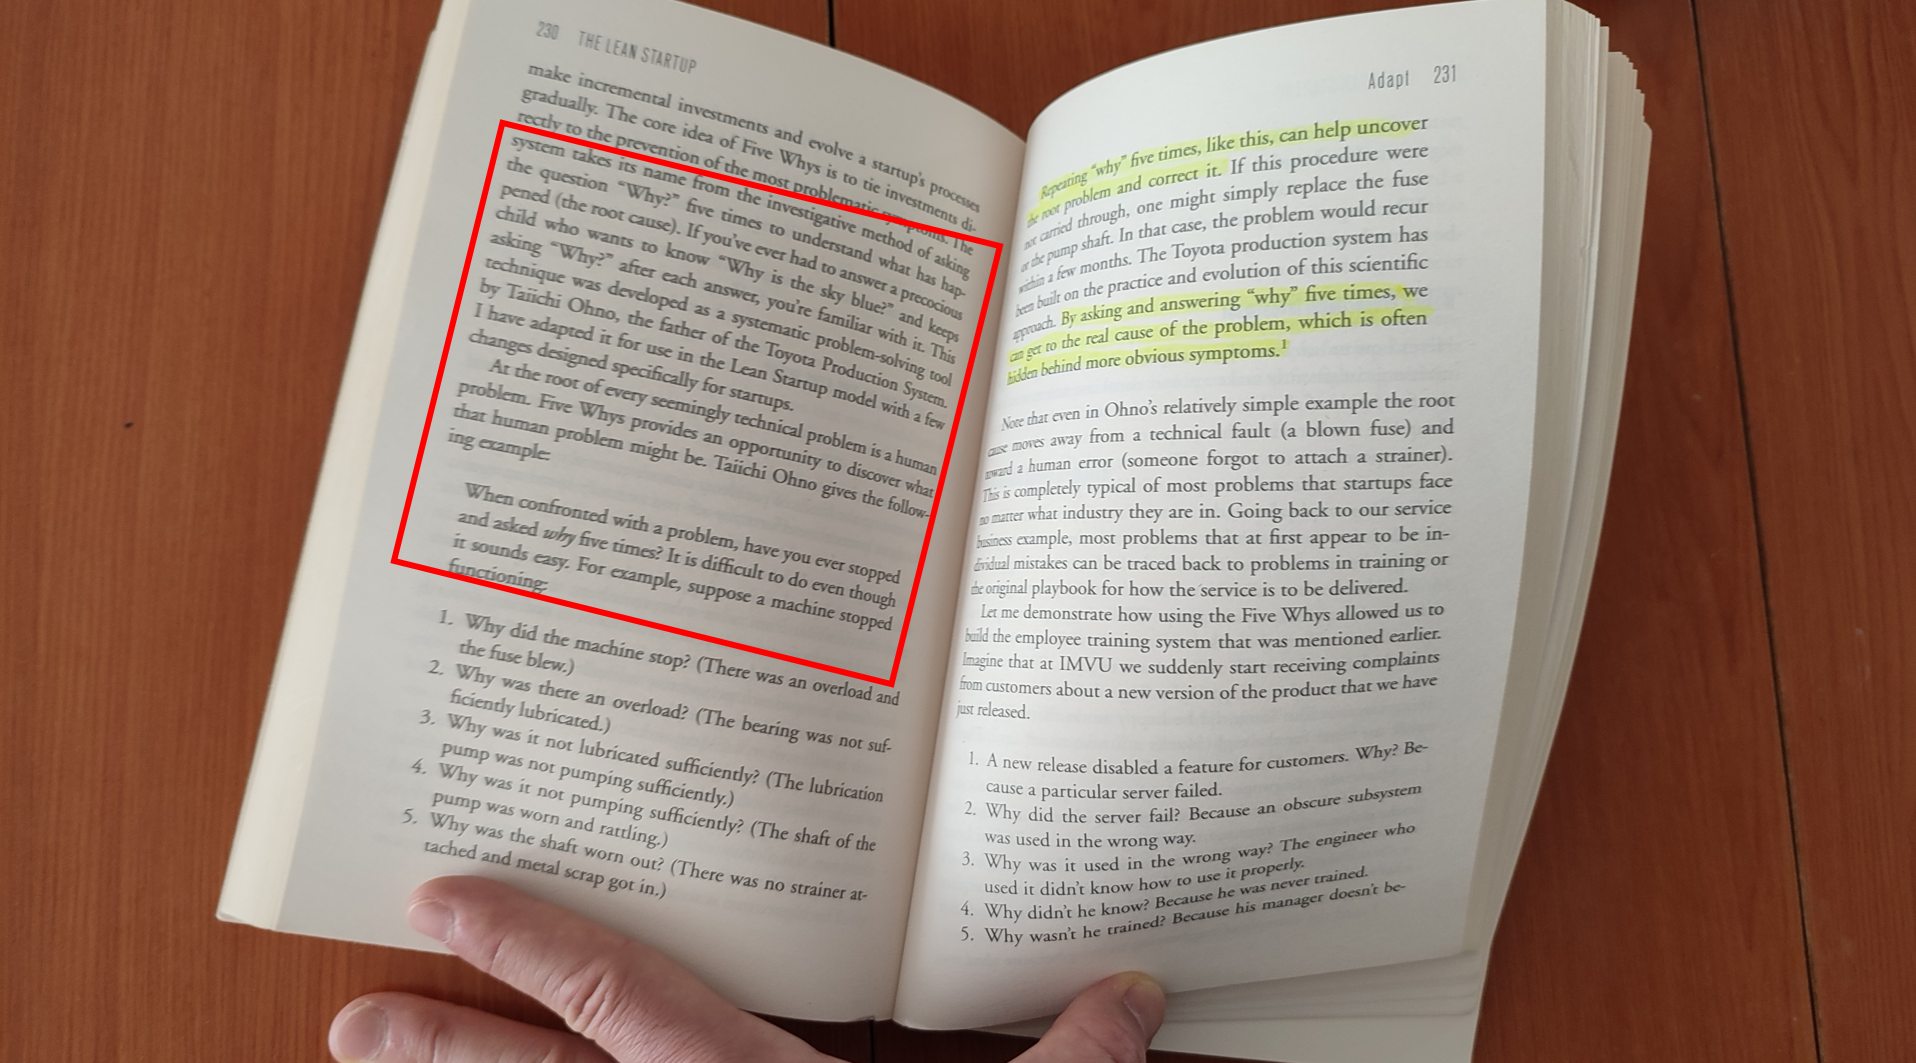 230 THE LEAN STARTUP
make incremental investments and evolve a startup's processes
gradually. The core idea of Five Whys is to tie investments di-
rectly to the prevention of the most problematic symptoms. The
system takes its name from the investigative method of asking
the question “Why?” five times to understand what has hap-
pened (the root cause). If you've ever had to answer a precocious
child who wants to know “Why is the sky blue?” and keeps
asking “Why?” after each answer, you're familiar with it. This
technique was developed as a systematic problem-solving tool
by Taiichi Ohno, the father of the Toyota Production System.
I have adapted it for use in the Lean Startup model with a few
changes designed specifically for startups.
At the root of every seemingly technical problem is a human
problem. Five Whys provides an opportunity to discover what
that human problem might be. Taiichi Ohno gives the follow-
ing example:
When confronted with a problem, have you ever stopped
and asked why five times? It is difficult to do even though
it sounds easy. For example, suppose a machine stopped
functioning:
1. Why did the machine stop? (There was an overload and
the fuse blew.)
2. Why was there an overload? (The bearing was not suf-
ficiently lubricated.)
3. Why was it not lubricated sufficiently? (The lubrication
pump was not pumping sufficiently.)
4. Why was it not pumping sufficiently? (The shaft of the
pump was worn and rattling.)
5. Why was the shaft worn out? (There was no strainer at-
tached and metal scrap got in.)
Adapt 231
Repeating “why” five times, like this, can help uncover
the root problem and correct it. If this procedure were
not carried through, one might simply replace the fuse
or the pump shaft. In that case, the problem would recur
within a few months. The Toyota production system has
been built on the practice and evolution of this scientific
approach. By asking and answering “why” five times, we
can get to the real cause of the problem, which is often
hidden behind more obvious symptoms.1
Note that even in Ohno's relatively simple example the root
cause moves away from a technical fault (a blown fuse) and
toward a human error (someone forgot to attach a strainer).
This is completely typical of most problems that startups face
no matter what industry they are in. Going back to our service
business example, most problems that at first appear to be in-
dividual mistakes can be traced back to problems in training or
the original playbook for how the service is to be delivered.
Let me demonstrate how using the Five Whys allowed us to
build the employee training system that was mentioned earlier.
Imagine that at IMVU we suddenly start receiving complaints
from customers about a new version of the product that we have
just released.
1. A new release disabled a feature for customers. Why? Be-
cause a particular server failed.
2. Why did the server fail? Because an obscure subsystem
was used in the wrong way.
3. Why was it used in the wrong way? The engineer who
used it didn't know how to use it properly.
4. Why didn't he know? Because he was never trained.
5. Why wasn't he trained? Because his manager doesn't be-